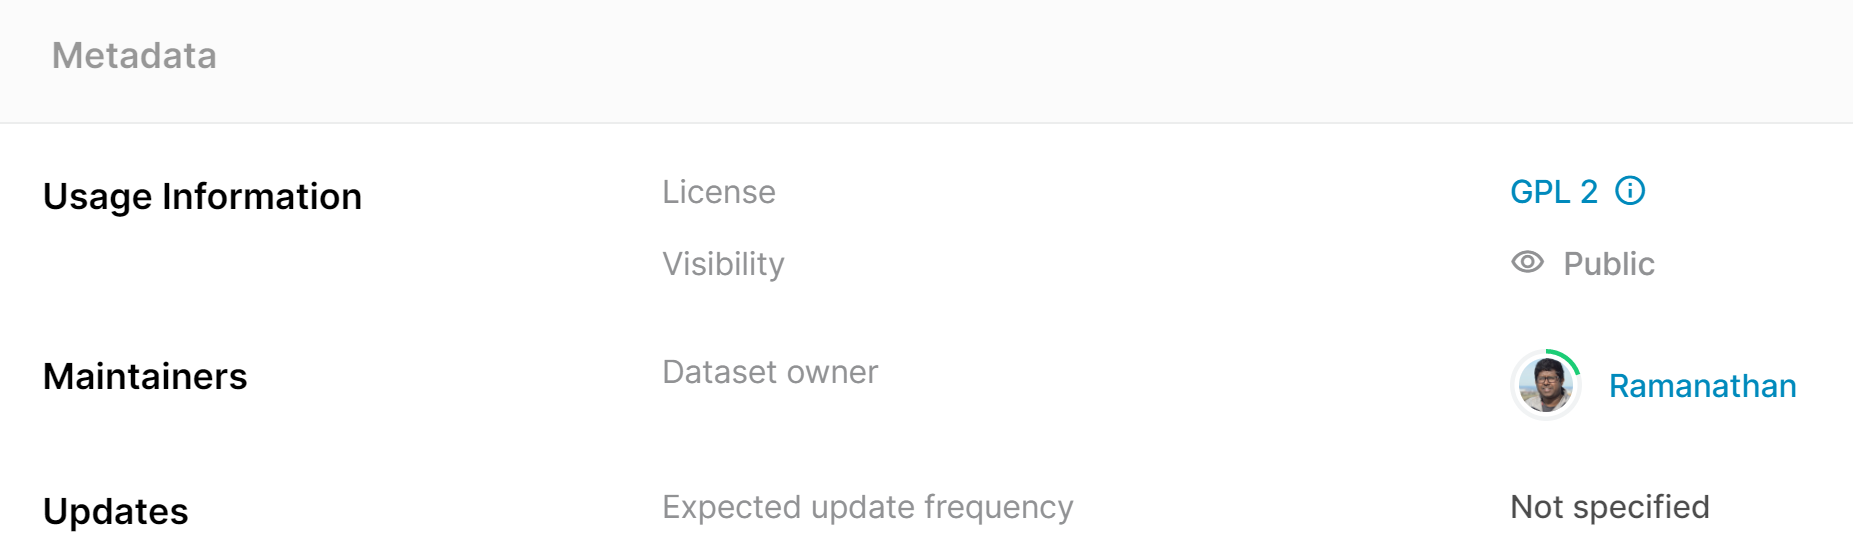 Metadata
Usage Information
License
GPL 2
Visibility
Public
Maintainers
Dataset owner
Ramanathan
Updates
Expected update frequency
Not specified